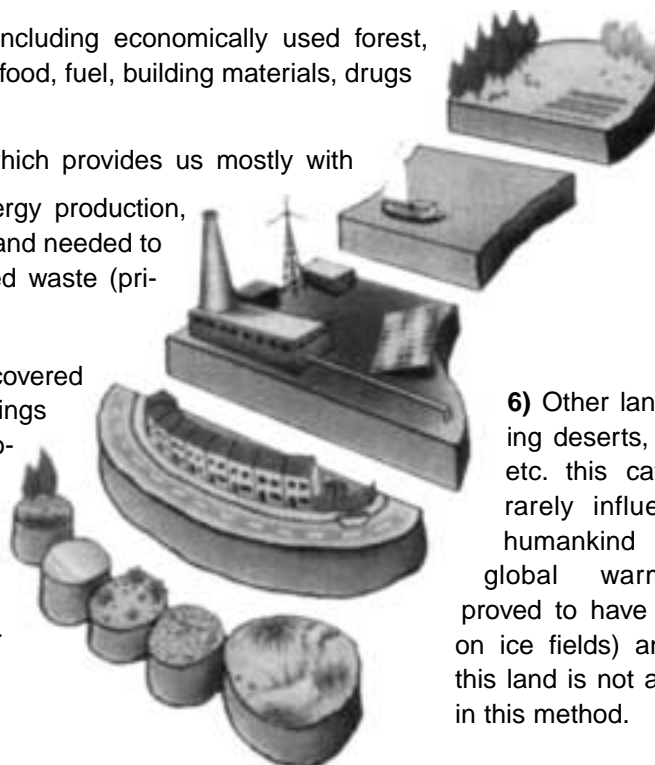 ncluding economically used forest,
food, fuel, building materials, drugs
which provides us mostly with
ergy production,
and needed to
ed waste (pri-
covered
ings
o-
6) Other lan
ing deserts,
etc. this ca
rarely influe
humankind
global warm
proved to have
on ice fields) ar
this land is not a
in this method.